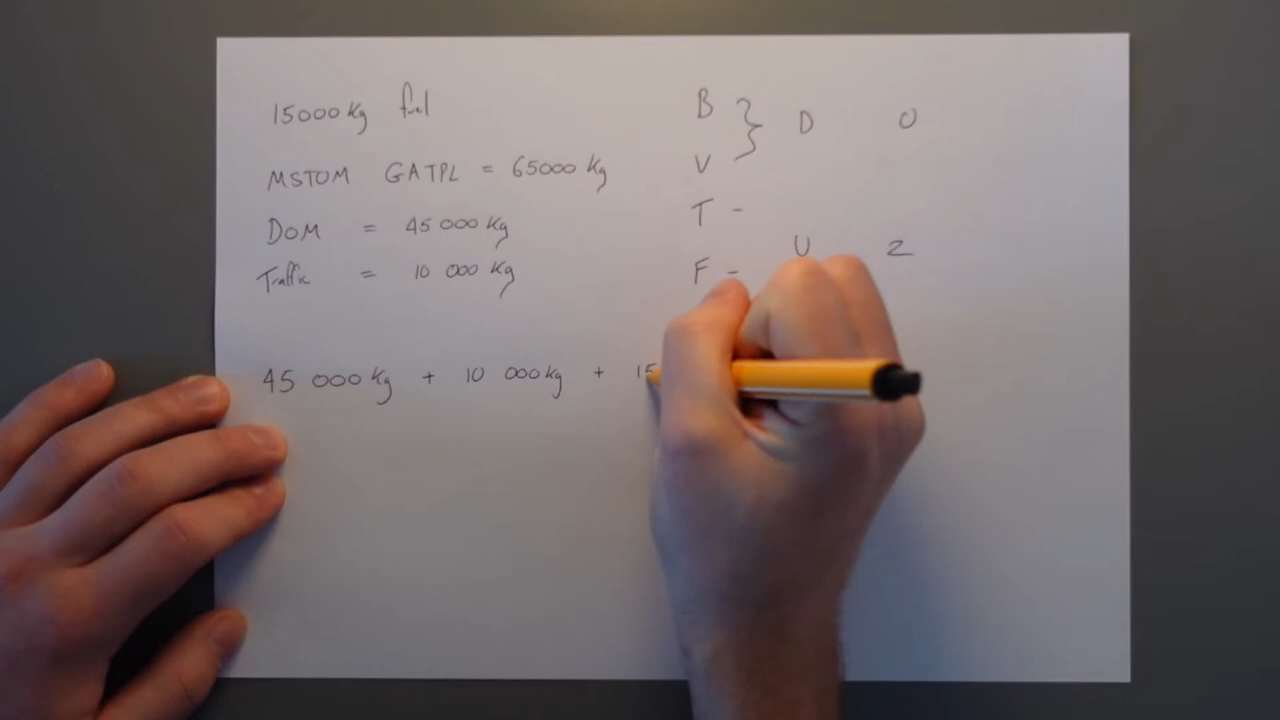 15000 Kg fuel
MSTOM GATPL = 65000 Kg
DOM = 45 000 Kg
Traffic = 10 000 Kg
45 000 Kg + 10 000 kg + 15
B } D O
V
T -
U Z
F -